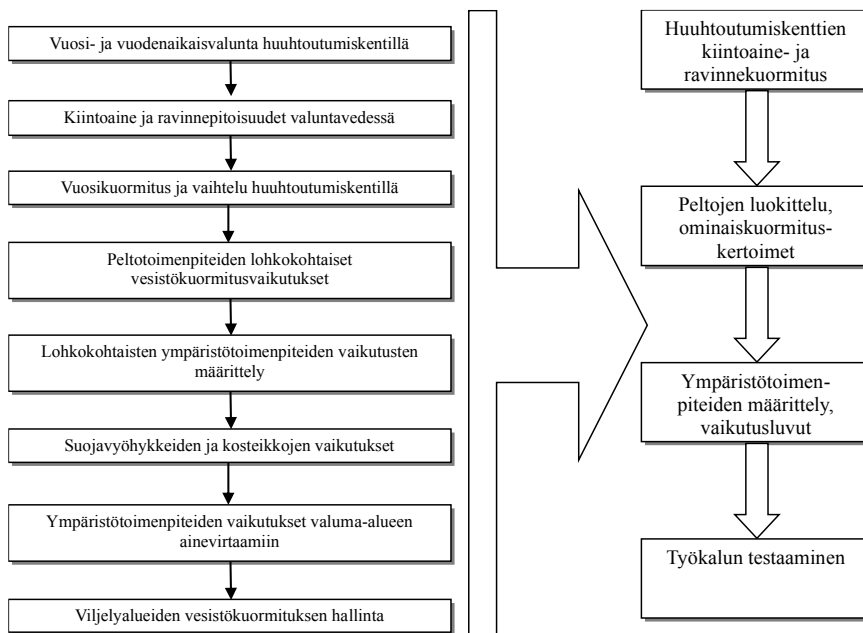 Vuosi- ja vuodenaikaisvalunta huuhtoutumiskentillä
Kiintoaine ja ravinnepitoisuudet valuntavedessä
Vuosikuormitus ja vaihtelu huuhtoutumiskentillä
Peltotoimenpiteiden lohkokohtaiset
vesistökuormitusvaikutukset
Lohkokohtaisten ympäristötoimenpiteiden vaikutusten
määrittely
Suojavyöhykkeiden ja kosteikkojen vaikutukset
Ympäristötoimenpiteiden vaikutukset valuma-alueen
ainevirtaamiin
Viljelyalueiden vesistökuormituksen hallinta
Huuhtoutumiskenttien
kiintoaine- ja
ravinnekuormitus
Peltojen luokittelu,
ominaiskuormitus-
kertoimet
Ympäristötoimen-
piteiden määrittely,
vaikutusluvut
Työkalun testaaminen